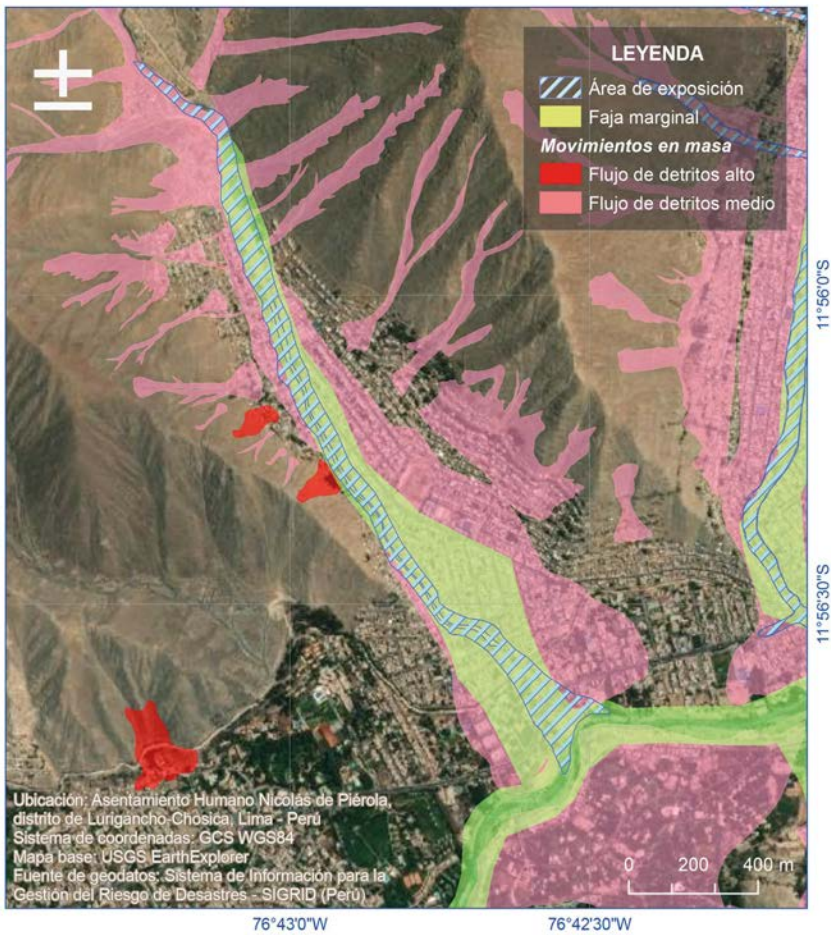 LEYENDA
Área de exposición
Faja marginal
Movimientos en masa
Flujo de detritos alto
Flujo de detritos medio
11°56'0"S
11°56'30"S
Ubicación: Asentamiento Humano Nicolás de Piérola,
distrito de Lurigancho-Chosica, Lima - Perú
Sistema de coordenadas: GCS WGS84
Mapa base: USGS EarthExplorer
Fuente de geodatos: Sistema de Información para la
Gestión del Riesgo de Desastres - SIGRID (Perú)
0 200 400 m
76°43'0"W 76°42'30"W